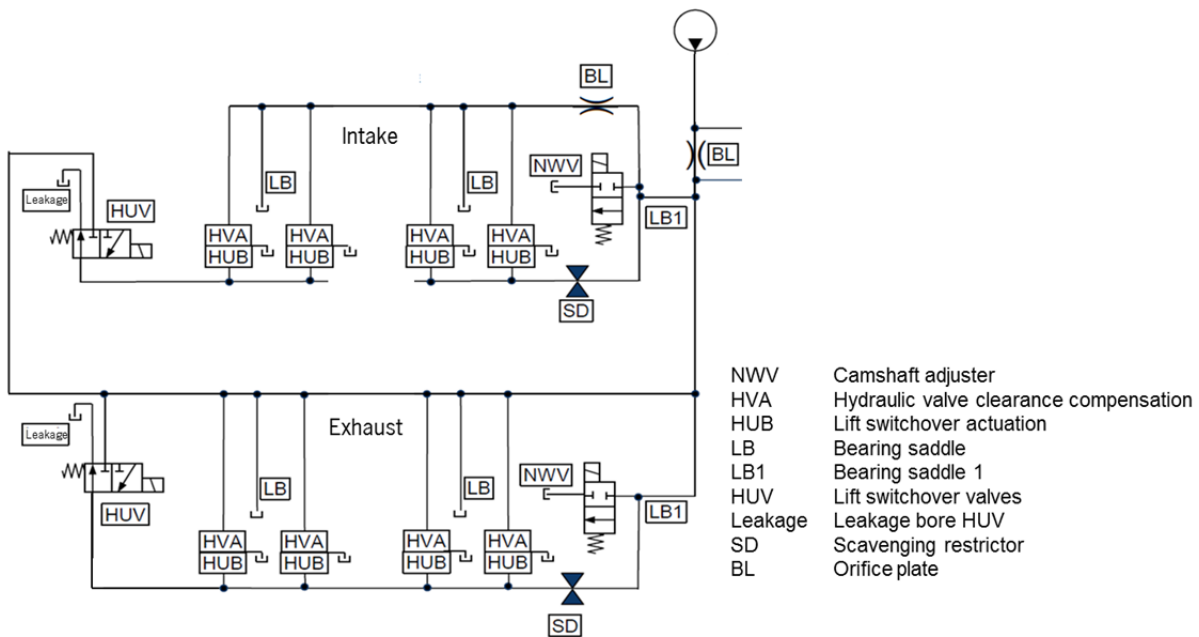 BL
BL
Intake
NWV
LB
LB
LB1
Leakage
HUV
HVA
HUB
HVA
HUB
HVA
HUB
HVA
HUB
SD
Exhaust
Leakage
HUV
LB
LB
NWV
LB1
HVA
HUB
HVA
HUB
HVA
HUB
HVA
HUB
SD
NWV Camshaft adjuster
HVA Hydraulic valve clearance compensation
HUB Lift switchover actuation
LB Bearing saddle
LB1 Bearing saddle 1
HUV Lift switchover valves
Leakage Leakage bore HUV
SD Scavenging restrictor
BL Orifice plate